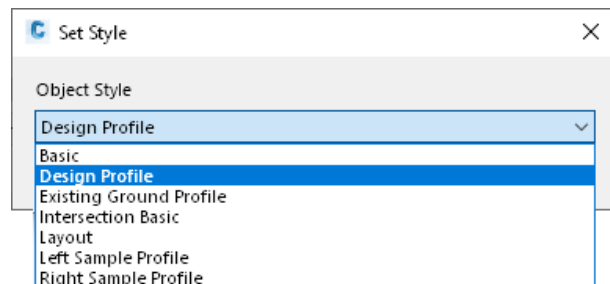 Set Style
Object Style
Design Profile
Basic
Design Profile
Existing Ground Profile
Intersection Basic
Layout
Left Sample Profile
Right Sample Profile